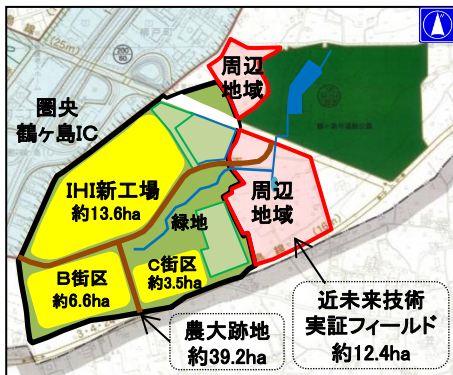 周辺
地域
圏央
鶴ヶ島IC
IHI新工場
約13.6ha
緑地
周辺
地域
B街区
約6.6ha
C街区
約3.5ha
農大跡地
約39.2ha
近未来技術
実証フィールド
約12.4ha